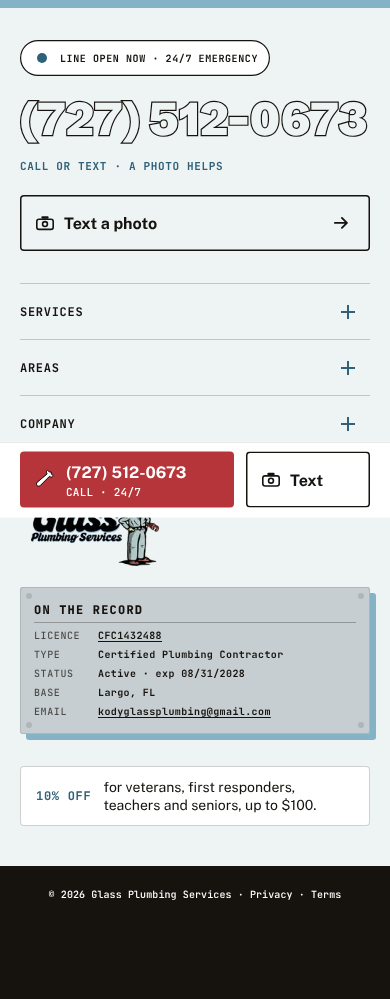 LINE OPEN NOW · 24/7 EMERGENCY
(727) 512-0673
CALL OR TEXT · A PHOTO HELPS
Text a photo
SERVICES
AREAS
COMPANY
(727) 512-0673
CALL · 24/7
Text
Glass
Plumbing Services
ON THE RECORD
LICENCE CFC1432488
TYPE Certified Plumbing Contractor
STATUS Active · exp 08/31/2028
BASE Largo, FL
EMAIL kodyglassplumbing@gmail.com
10% OFF for veterans, first responders,
teachers and seniors, up to $100.
© 2026 Glass Plumbing Services · Privacy · Terms